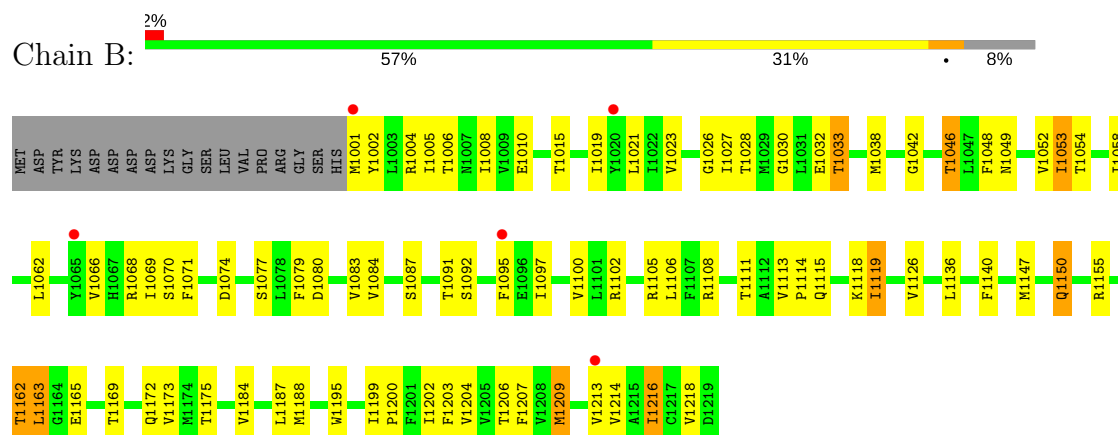 2%
Chain B:
57% 31% • 8%
MET ASP TYR LYS ASP ASP ASP ASP LYS GLY SER LEU VAL PRO ARG GLY SER HIS M1001 Y1002 L1003 R1004 I1005 T1006 N1007 I1008 V1009 E1010 T1015 I1019 Y1020 L1021 I1022 V1023 G1026 I1027 T1028 M1029 G1030 L1031 E1032 T1033 M1038 G1042 T1046 L1047 F1048 N1049 V1052 I1053 T1054
L1062 Y1065 V1066 H1067 R1068 I1069 S1070 F1071 D1074 S1077 L1078 F1079 D1080 V1083 V1084 S1087 T1091 S1092 F1095 E1096 I1097 V1100 L1101 R1102 R1105 L1106 F1107 R1108 T1111 A1112 V1113 P1114 Q1115 K1118 I1119 V1126 L1136 F1140 M1147 Q1150 R1155
T1162 L1163 G1164 E1165 T1169 Q1172 V1173 M1174 T1175 V1184 L1187 M1188 W1195 I1199 P1200 F1201 I1202 F1203 V1204 V1205 T1206 F1207 V1208 M1209 V1213 V1214 A1215 I1216 C1217 V1218 D1219